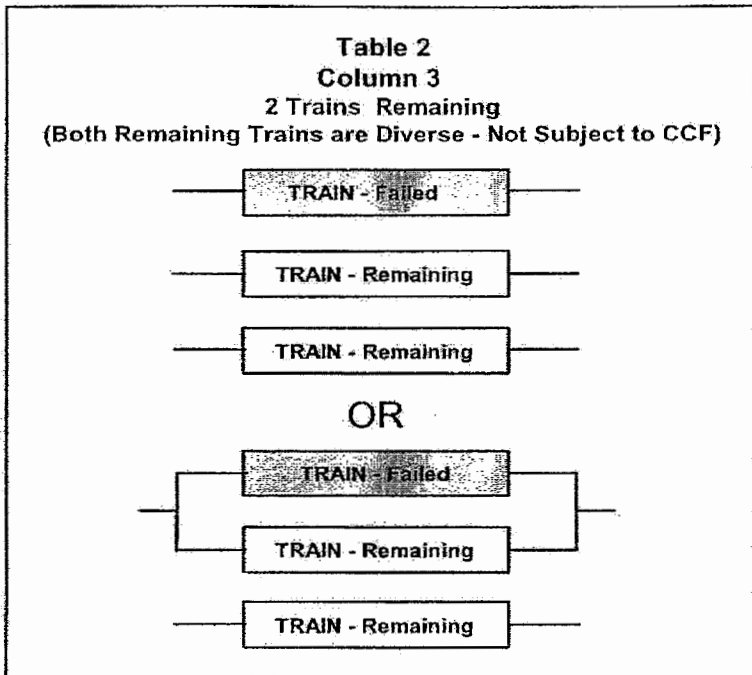 Table 2
Column 3
2 Trains Remaining
(Both Remaining Trains are Diverse - Not Subject to CCF)
TRAIN - Failed
TRAIN - Remaining
TRAIN - Remaining
OR
TRAIN - Failed
TRAIN - Remaining
TRAIN - Remaining